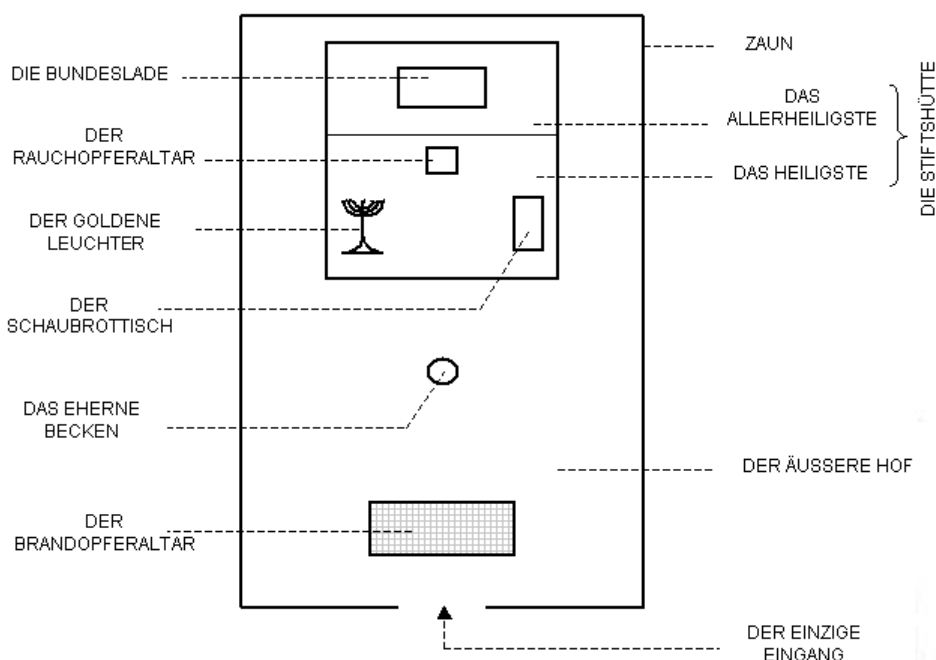 ZAUN
DIE BUNDESLADE
DAS
ALLERHEILIGSTE
DIE STIFTSHÜTTE
DER
RAUCHOPFERALTAR
DAS HEILIGSTE
DER GOLDENE
LEUCHTER
DER
SCHAUBROTTISCH
DAS EHERNE
BECKEN
DER ÄUSSERE HOF
DER
BRANDOPFERALTAR
DER EINZIGE
EINGANG